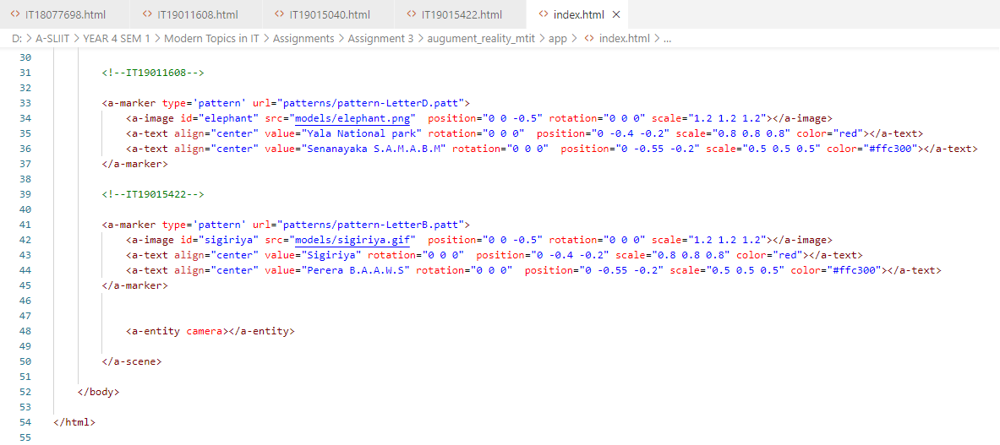 IT18077698.html IT19011608.html IT19015040.html IT19015422.html index.html ×
D: > A-SLIIT > YEAR 4 SEM 1 > Modern Topics in IT > Assignments > Assignment 3 > augument_reality_mtit > app > <> index.html > ...
30
31 <!--IT19011608-->
32
33 <a-marker type='pattern' url="patterns/pattern-LetterD.patt">
34 <a-image id="elephant" src="models/elephant.png"  position="0 0 -0.5" rotation="0 0 0" scale="1.2 1.2 1.2"></a-image>
35 <a-text align="center" value="Yala National park" rotation="0 0 0"  position="0 -0.4 -0.2" scale="0.8 0.8 0.8" color="red"></a-text>
36 <a-text align="center" value="Senanayaka S.A.M.A.B.M" rotation="0 0 0"  position="0 -0.55 -0.2" scale="0.5 0.5 0.5" color="#ffc300"></a-text>
37 </a-marker>
38
39 <!--IT19015422-->
40
41 <a-marker type='pattern' url="patterns/pattern-LetterB.patt">
42 <a-image id="sigiriya" src="models/sigiriya.gif"  position="0 0 -0.5" rotation="0 0 0" scale="1.2 1.2 1.2"></a-image>
43 <a-text align="center" value="Sigiriya" rotation="0 0 0"  position="0 -0.4 -0.2" scale="0.8 0.8 0.8" color="red"></a-text>
44 <a-text align="center" value="Perera B.A.A.W.S" rotation="0 0 0"  position="0 -0.55 -0.2" scale="0.5 0.5 0.5" color="#ffc300"></a-text>
45 </a-marker>
46
47
48 <a-entity camera></a-entity>
49
50 </a-scene>
51
52 </body>
53
54 </html>
55